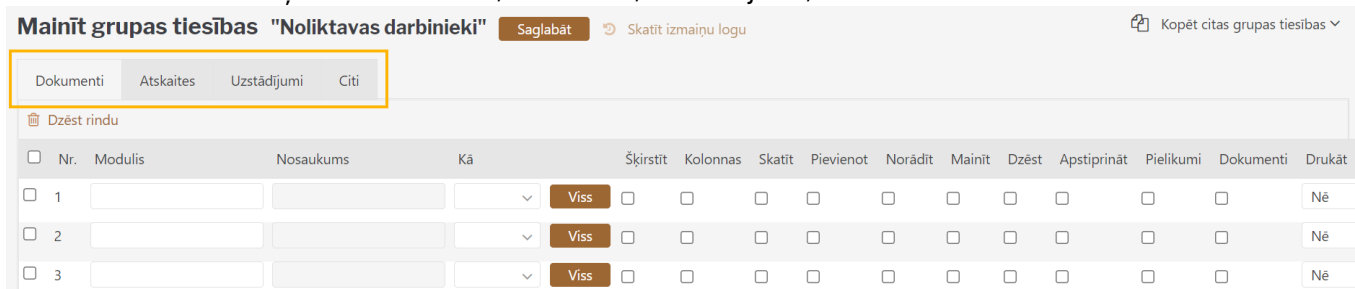 Mainīt grupas tiesības "Noliktavas darbinieki" Saglabāt Skatīt izmaiņu logu Kopēt citas grupas tiesības
Dokumenti Atskaites Uzstādījumi Citi
Dzēst rindu
Nr. Modulis Nosaukums Kā Šķirstīt Kolonnas Skatīt Pievienot Norādīt Mainīt Dzēst Apstiprināt Pielikumi Dokumenti Drukāt
1 Viss Nē
2 Viss Nē
3 Viss Nē